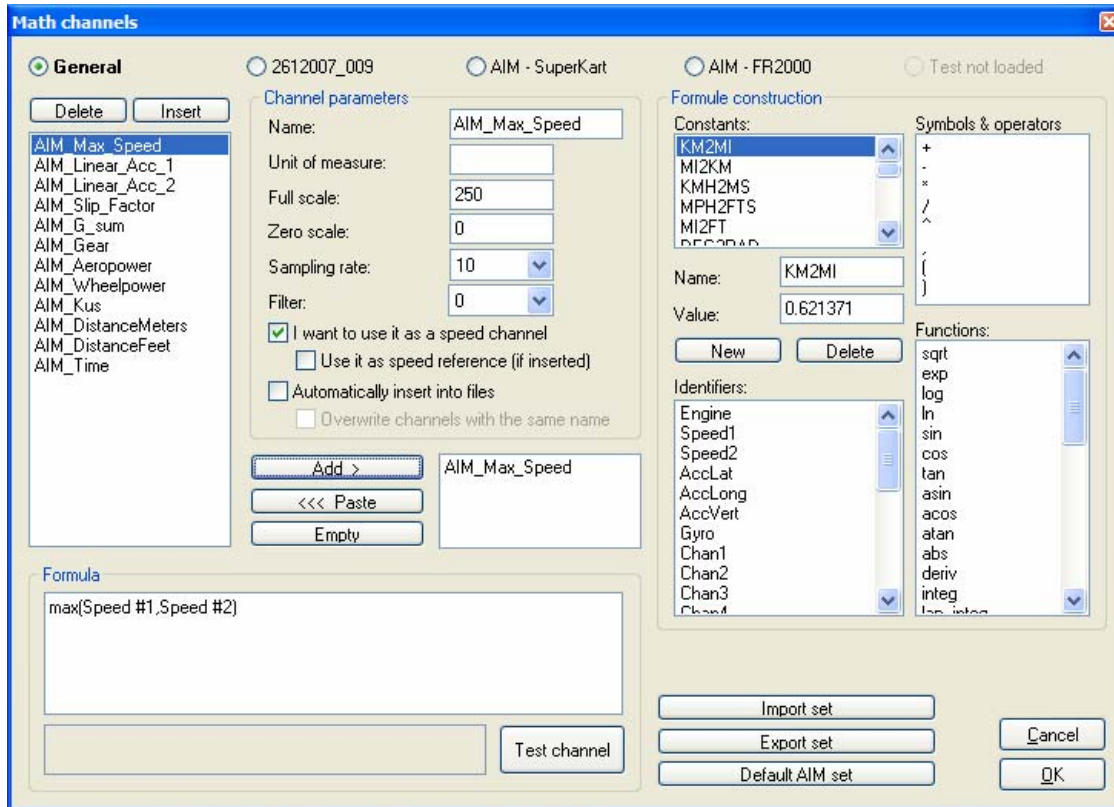 Math channels
General
2612007_009
AIM - SuperKart
AIM - FR2000
Test not loaded
Delete
Insert
AIM_Max_Speed
AIM_Linear_Acc_1
AIM_Linear_Acc_2
AIM_Slip_Factor
AIM_G_sum
AIM_Gear
AIM_Aeropower
AIM_Wheelpower
AIM_Kus
AIM_DistanceMeters
AIM_DistanceFeet
AIM_Time
Channel parameters
Name:
AIM_Max_Speed
Unit of measure:
Full scale:
250
Zero scale:
0
Sampling rate:
10
Filter:
0
I want to use it as a speed channel
Use it as speed reference (if inserted)
Automatically insert into files
Overwrite channels with the same name
Add >
<<< Paste
Empty
AIM_Max_Speed
Formula
max(Speed #1,Speed #2)
Test channel
Formule construction
Constants:
KM2MI
MI2KM
KMH2MS
MPH2FTS
MI2FT
DEG2RAD
Name:
KM2MI
Value:
0.621371
New
Delete
Identifiers:
Engine
Speed1
Speed2
AccLat
AccLong
AccVert
Gyro
Chan1
Chan2
Chan3
Chan4
Symbols & operators
+
-
*
/
^
,
(
)
Functions:
sqrt
exp
log
ln
sin
cos
tan
asin
acos
atan
abs
deriv
integ
lap_integ
Import set
Export set
Default AIM set
Cancel
OK